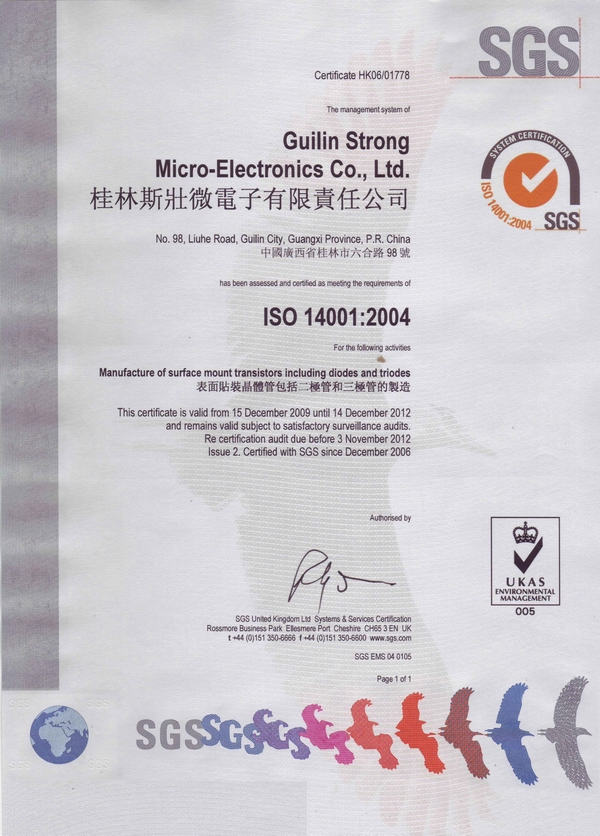 SGS
Certificate HK06/01778
The management system of
Guilin Strong
Micro-Electronics Co., Ltd.
桂林斯壯微電子有限責任公司
SYSTEM CERTIFICATION
ISO 14001:2004
SGS
No. 98, Liuhe Road, Guilin City, Guangxi Province, P.R. China
中國廣西省桂林市六合路 98 號
has been assessed and certified as meeting the requirements of
ISO 14001:2004
For the following activities
Manufacture of surface mount transistors including diodes and triodes
表面貼裝晶體管包括二極管和三極管的製造
This certificate is valid from 15 December 2009 until 14 December 2012
and remains valid subject to satisfactory surveillance audits.
Re certification audit due before 3 November 2012
Issue 2. Certified with SGS since December 2006
Authorised by
UKAS
ENVIRONMENTAL
MANAGEMENT
005
SGS United Kingdom Ltd Systems & Services Certification
Rossmore Business Park Ellesmere Port Cheshire CH65 3 EN UK
t +44 (0)151 350-6666 f +44 (0)151 350-6600 www.sgs.com
SGS EMS 04 0105
Page 1 of 1
SGS SGS SGS SGS